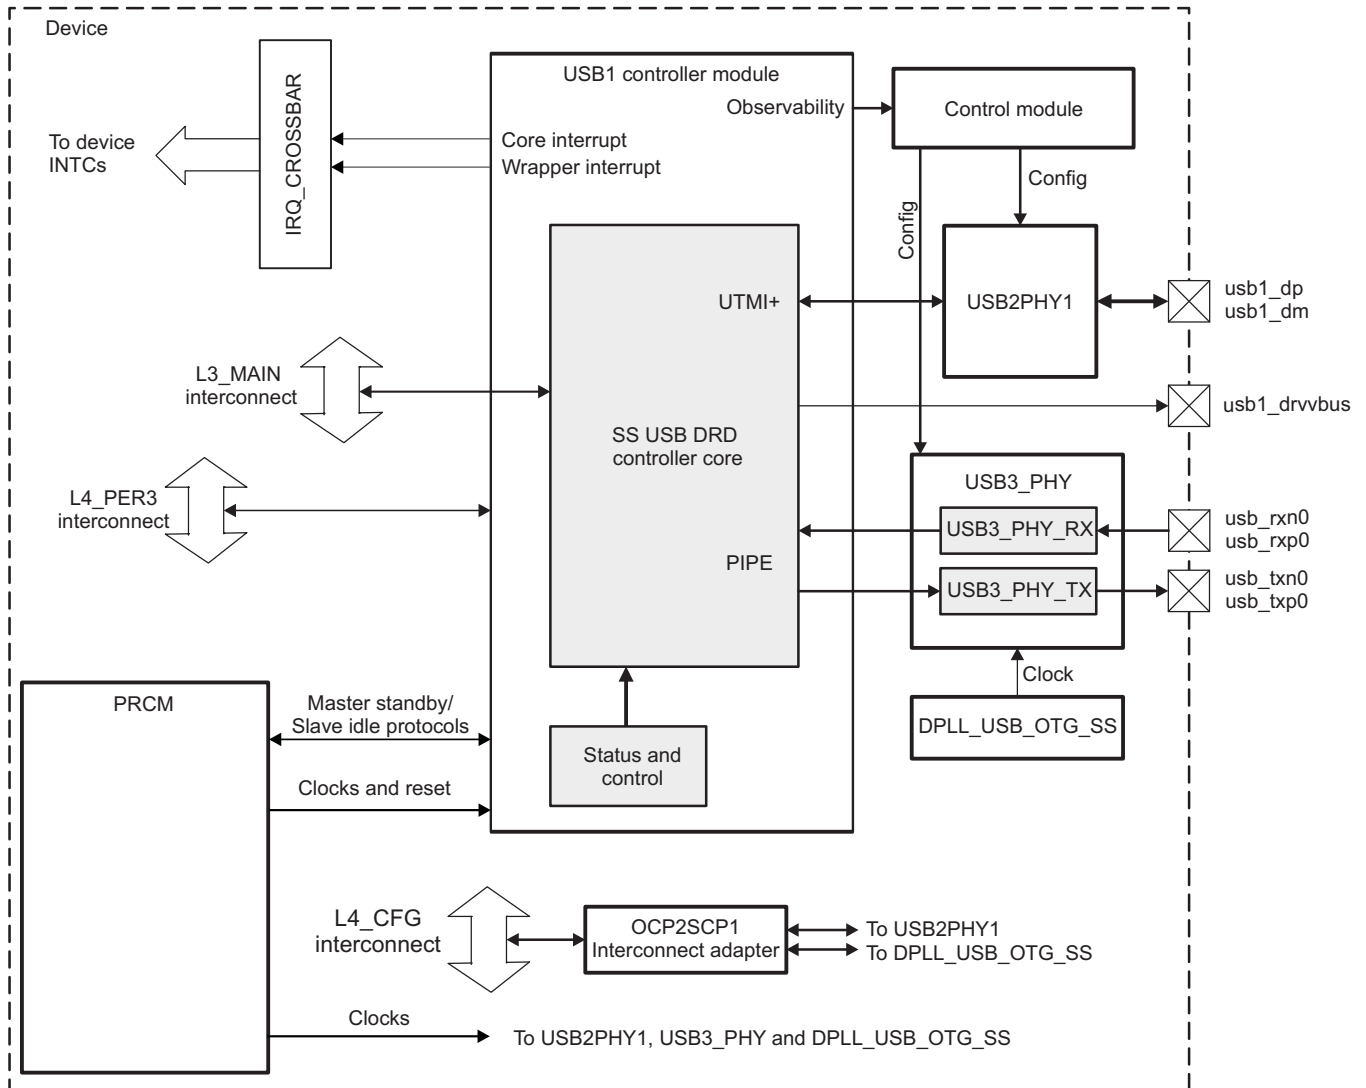 Device
USB1 controller module
Observability
Control module
IRQ_CROSSBAR
To device
INTCs
Core interrupt
Wrapper interrupt
Config
Config
UTMI+
USB2PHY1
usb1_dp
usb1_dm
L3_MAIN
interconnect
usb1_drvvbus
SS USB DRD
controller core
L4_PER3
interconnect
USB3_PHY
USB3_PHY_RX
usb_rxn0
usb_rxp0
PIPE
USB3_PHY_TX
usb_txn0
usb_txp0
Clock
DPLL_USB_OTG_SS
PRCM
Master standby/
Slave idle protocols
Status and
control
Clocks and reset
L4_CFG
interconnect
OCP2SCP1
Interconnect adapter
To USB2PHY1
To DPLL_USB_OTG_SS
Clocks
To USB2PHY1, USB3_PHY and DPLL_USB_OTG_SS